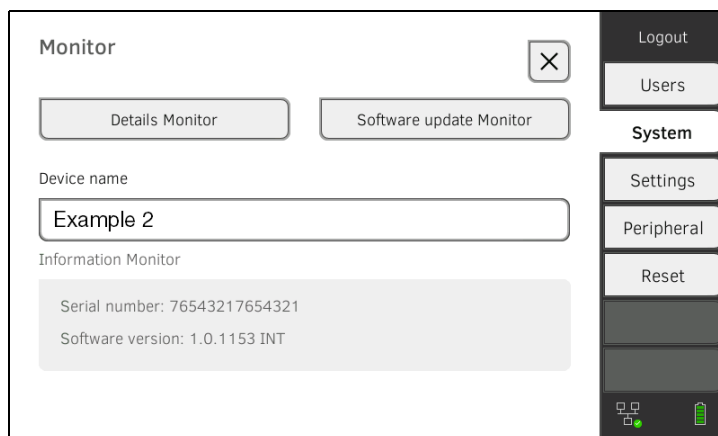 Monitor
Details Monitor
Software update Monitor
Device name
Example 2
Information Monitor
Serial number: 76543217654321
Software version: 1.0.1153 INT
Logout
Users
System
Settings
Peripheral
Reset